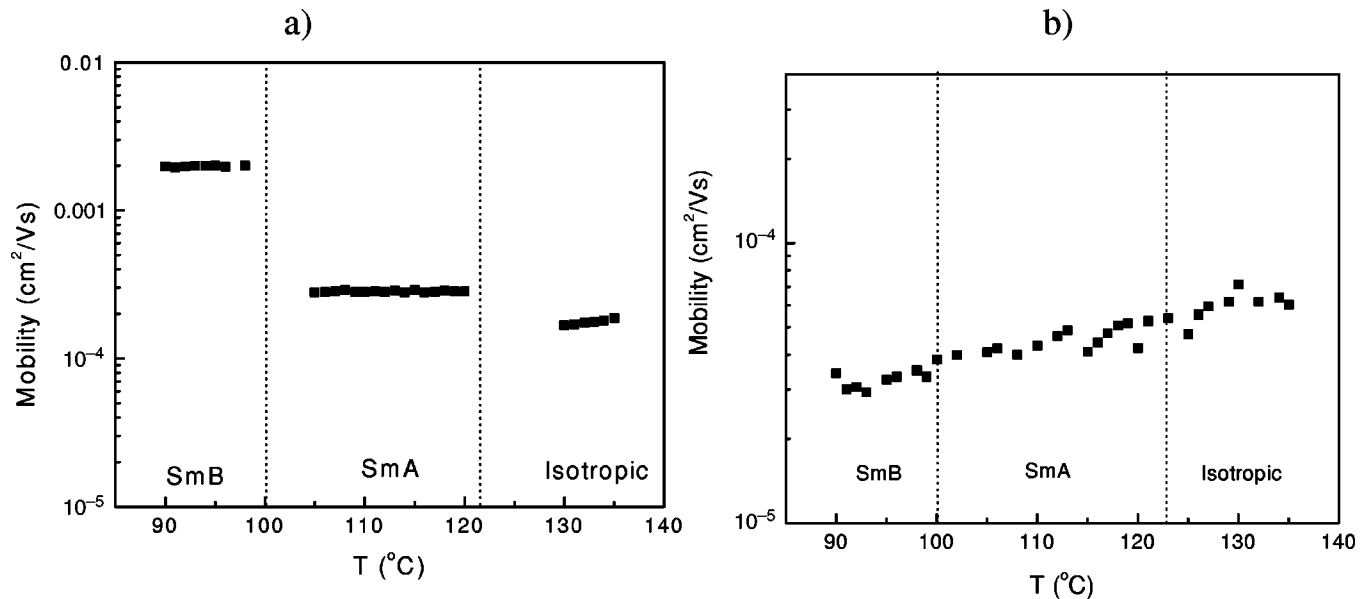 a)
0.01
0.001
10⁻⁴
10⁻⁵
Mobility (cm²/Vs)
SmB
SmA
Isotropic
90
100
110
120
130
140
T (°C)
b)
10⁻⁴
10⁻⁵
Mobility (cm²/Vs)
SmB
SmA
Isotropic
90
100
110
120
130
140
T (°C)